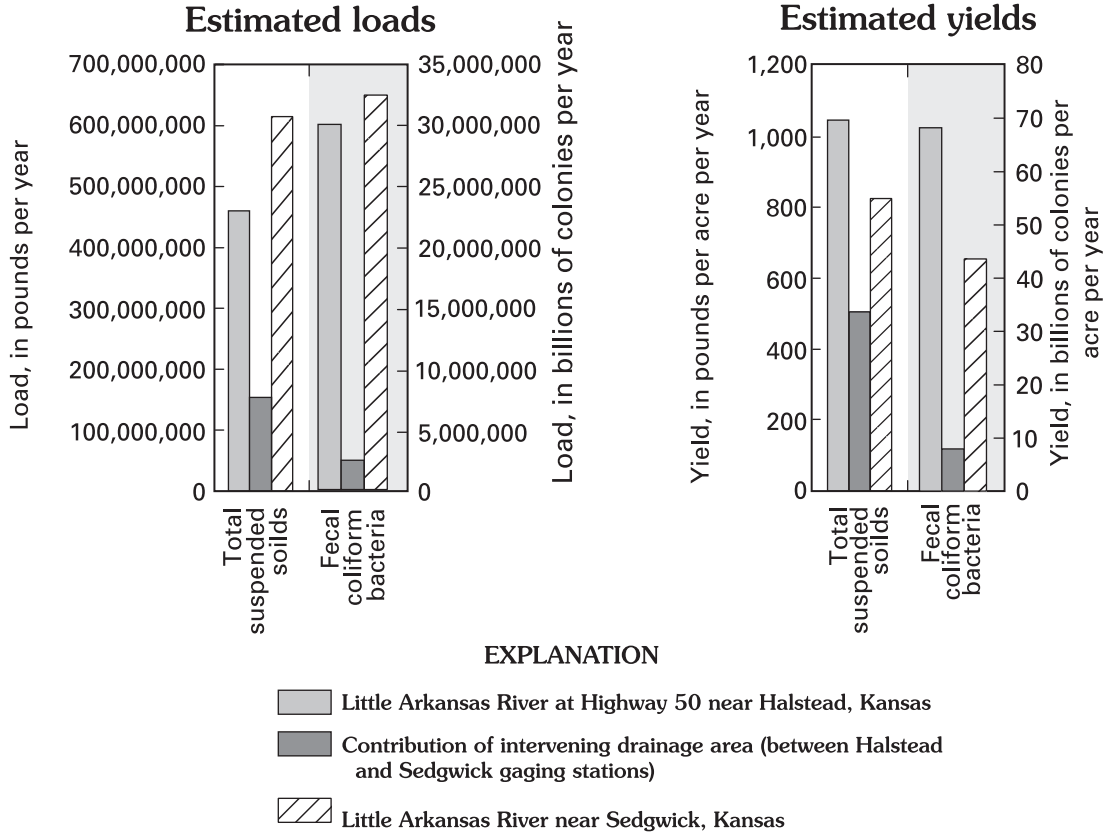 Estimated loads
Load, in pounds per year
700,000,000
600,000,000
500,000,000
400,000,000
300,000,000
200,000,000
100,000,000
0
35,000,000
30,000,000
25,000,000
20,000,000
15,000,000
10,000,000
5,000,000
0
Load, in billions of colonies per year
Total
suspended
soilds
Fecal
coliform
bacteria
Estimated yields
Yield, in pounds per acre per year
1,200
1,000
800
600
400
200
0
80
70
60
50
40
30
20
10
0
Yield, in billions of colonies per
acre per year
Total
suspended
soilds
Fecal
coliform
bacteria
EXPLANATION
Little Arkansas River at Highway 50 near Halstead, Kansas
Contribution of intervening drainage area (between Halstead
and Sedgwick gaging stations)
Little Arkansas River near Sedgwick, Kansas